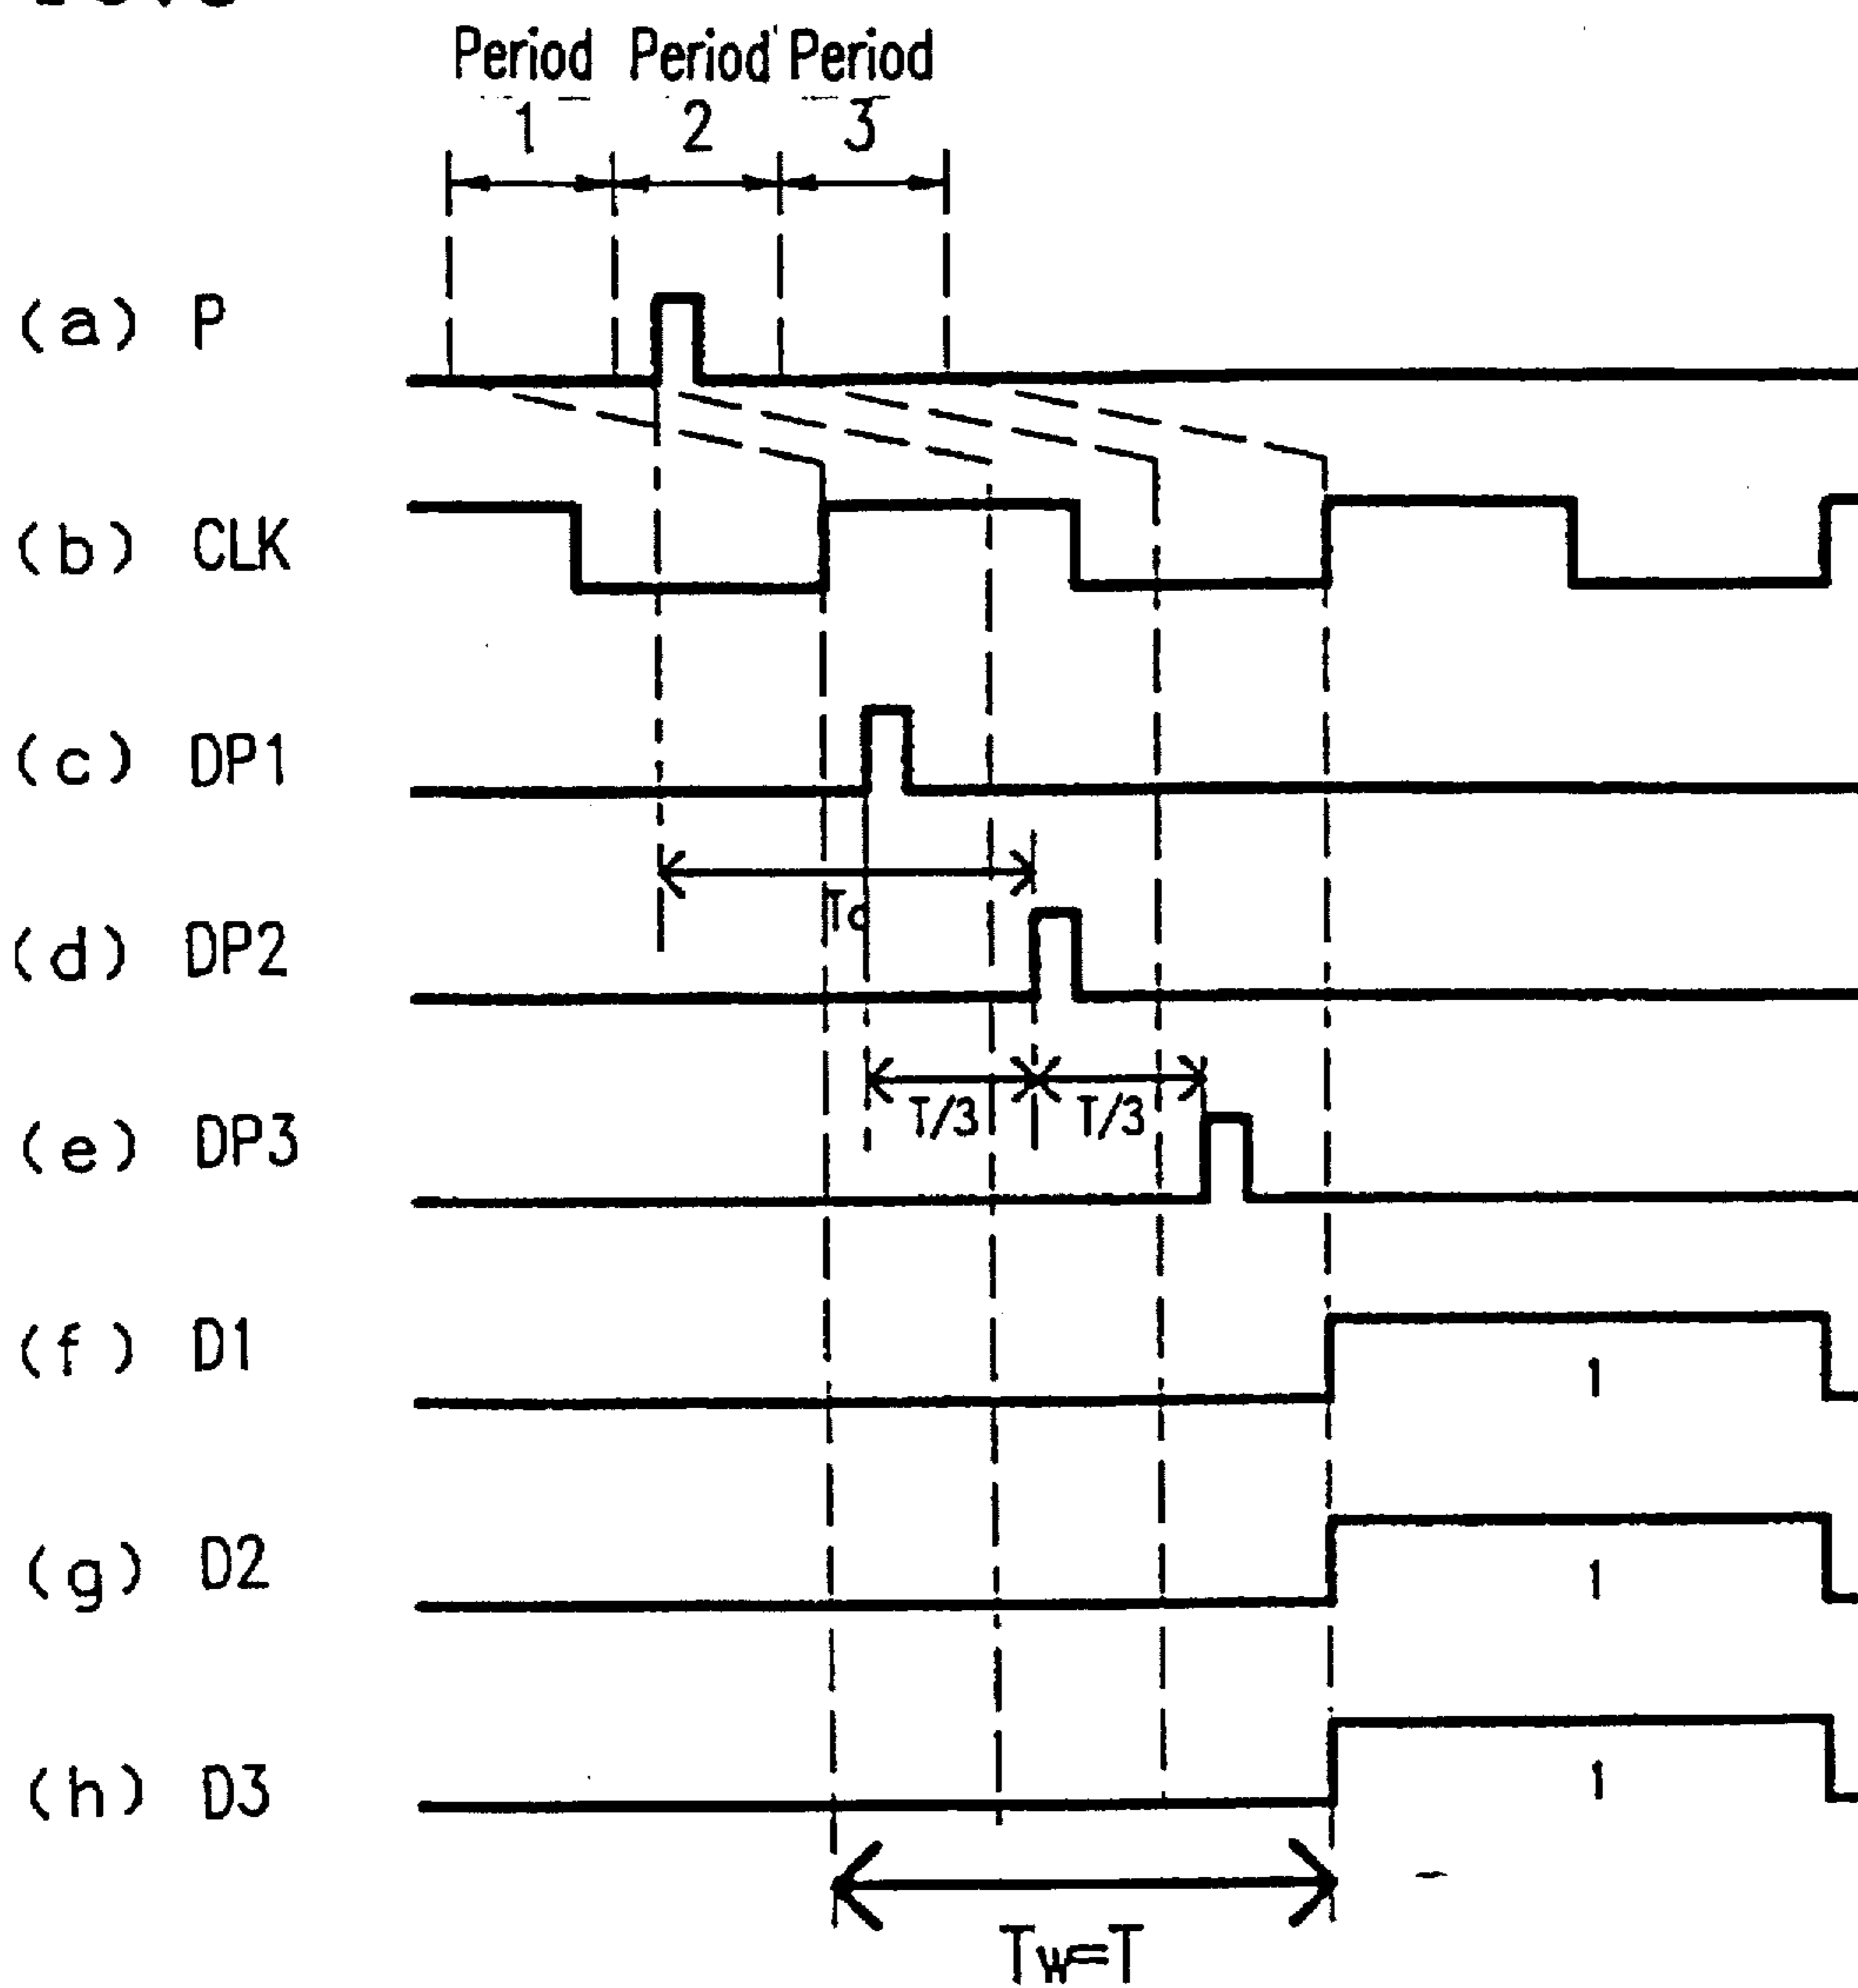 Period Period Period
1 2 3
(a) P
(b) CLK
(c) DP1
Td
(d) DP2
T/3 T/3
(e) DP3
(f) D1
1
(g) D2
1
(h) D3
1
Tw=T